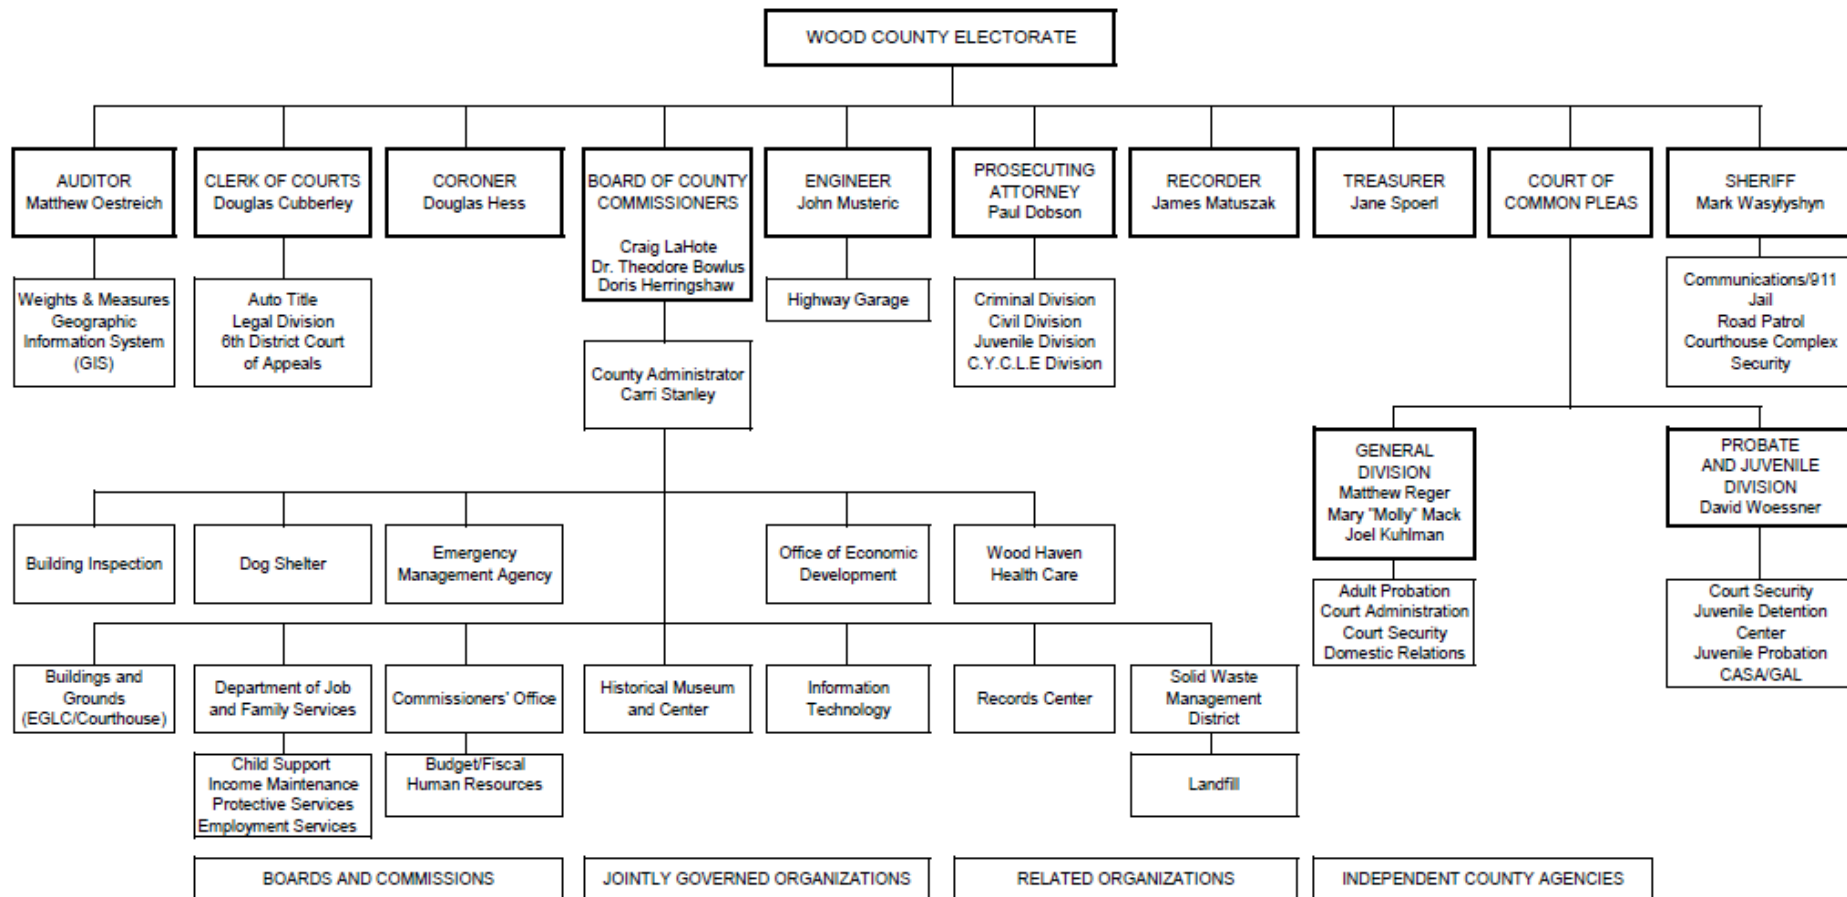 WOOD COUNTY ELECTORATE
AUDITOR
Matthew Oestreich
CLERK OF COURTS
Douglas Cubberley
CORONER
Douglas Hess
BOARD OF COUNTY
COMMISSIONERS
Craig LaHote
Dr. Theodore Bowlus
Doris Herringshaw
ENGINEER
John Musteric
PROSECUTING
ATTORNEY
Paul Dobson
RECORDER
James Matuszak
TREASURER
Jane Spoerl
COURT OF
COMMON PLEAS
SHERIFF
Mark Wasylyshyn
Weights & Measures
Geographic
Information System
(GIS)
Auto Title
Legal Division
6th District Court
of Appeals
Highway Garage
Criminal Division
Civil Division
Juvenile Division
C.Y.C.L.E Division
Communications/911
Jail
Road Patrol
Courthouse Complex
Security
County Administrator
Carri Stanley
GENERAL
DIVISION
Matthew Reger
Mary "Molly" Mack
Joel Kuhlman
PROBATE
AND JUVENILE
DIVISION
David Woessner
Building Inspection
Dog Shelter
Emergency
Management Agency
Office of Economic
Development
Wood Haven
Health Care
Adult Probation
Court Administration
Court Security
Domestic Relations
Court Security
Juvenile Detention
Center
Juvenile Probation
CASA/GAL
Buildings and
Grounds
(EGLC/Courthouse)
Department of Job
and Family Services
Commissioners' Office
Historical Museum
and Center
Information
Technology
Records Center
Solid Waste
Management
District
Child Support
Income Maintenance
Protective Services
Employment Services
Budget/Fiscal
Human Resources
Landfill
BOARDS AND COMMISSIONS
JOINTLY GOVERNED ORGANIZATIONS
RELATED ORGANIZATIONS
INDEPENDENT COUNTY AGENCIES